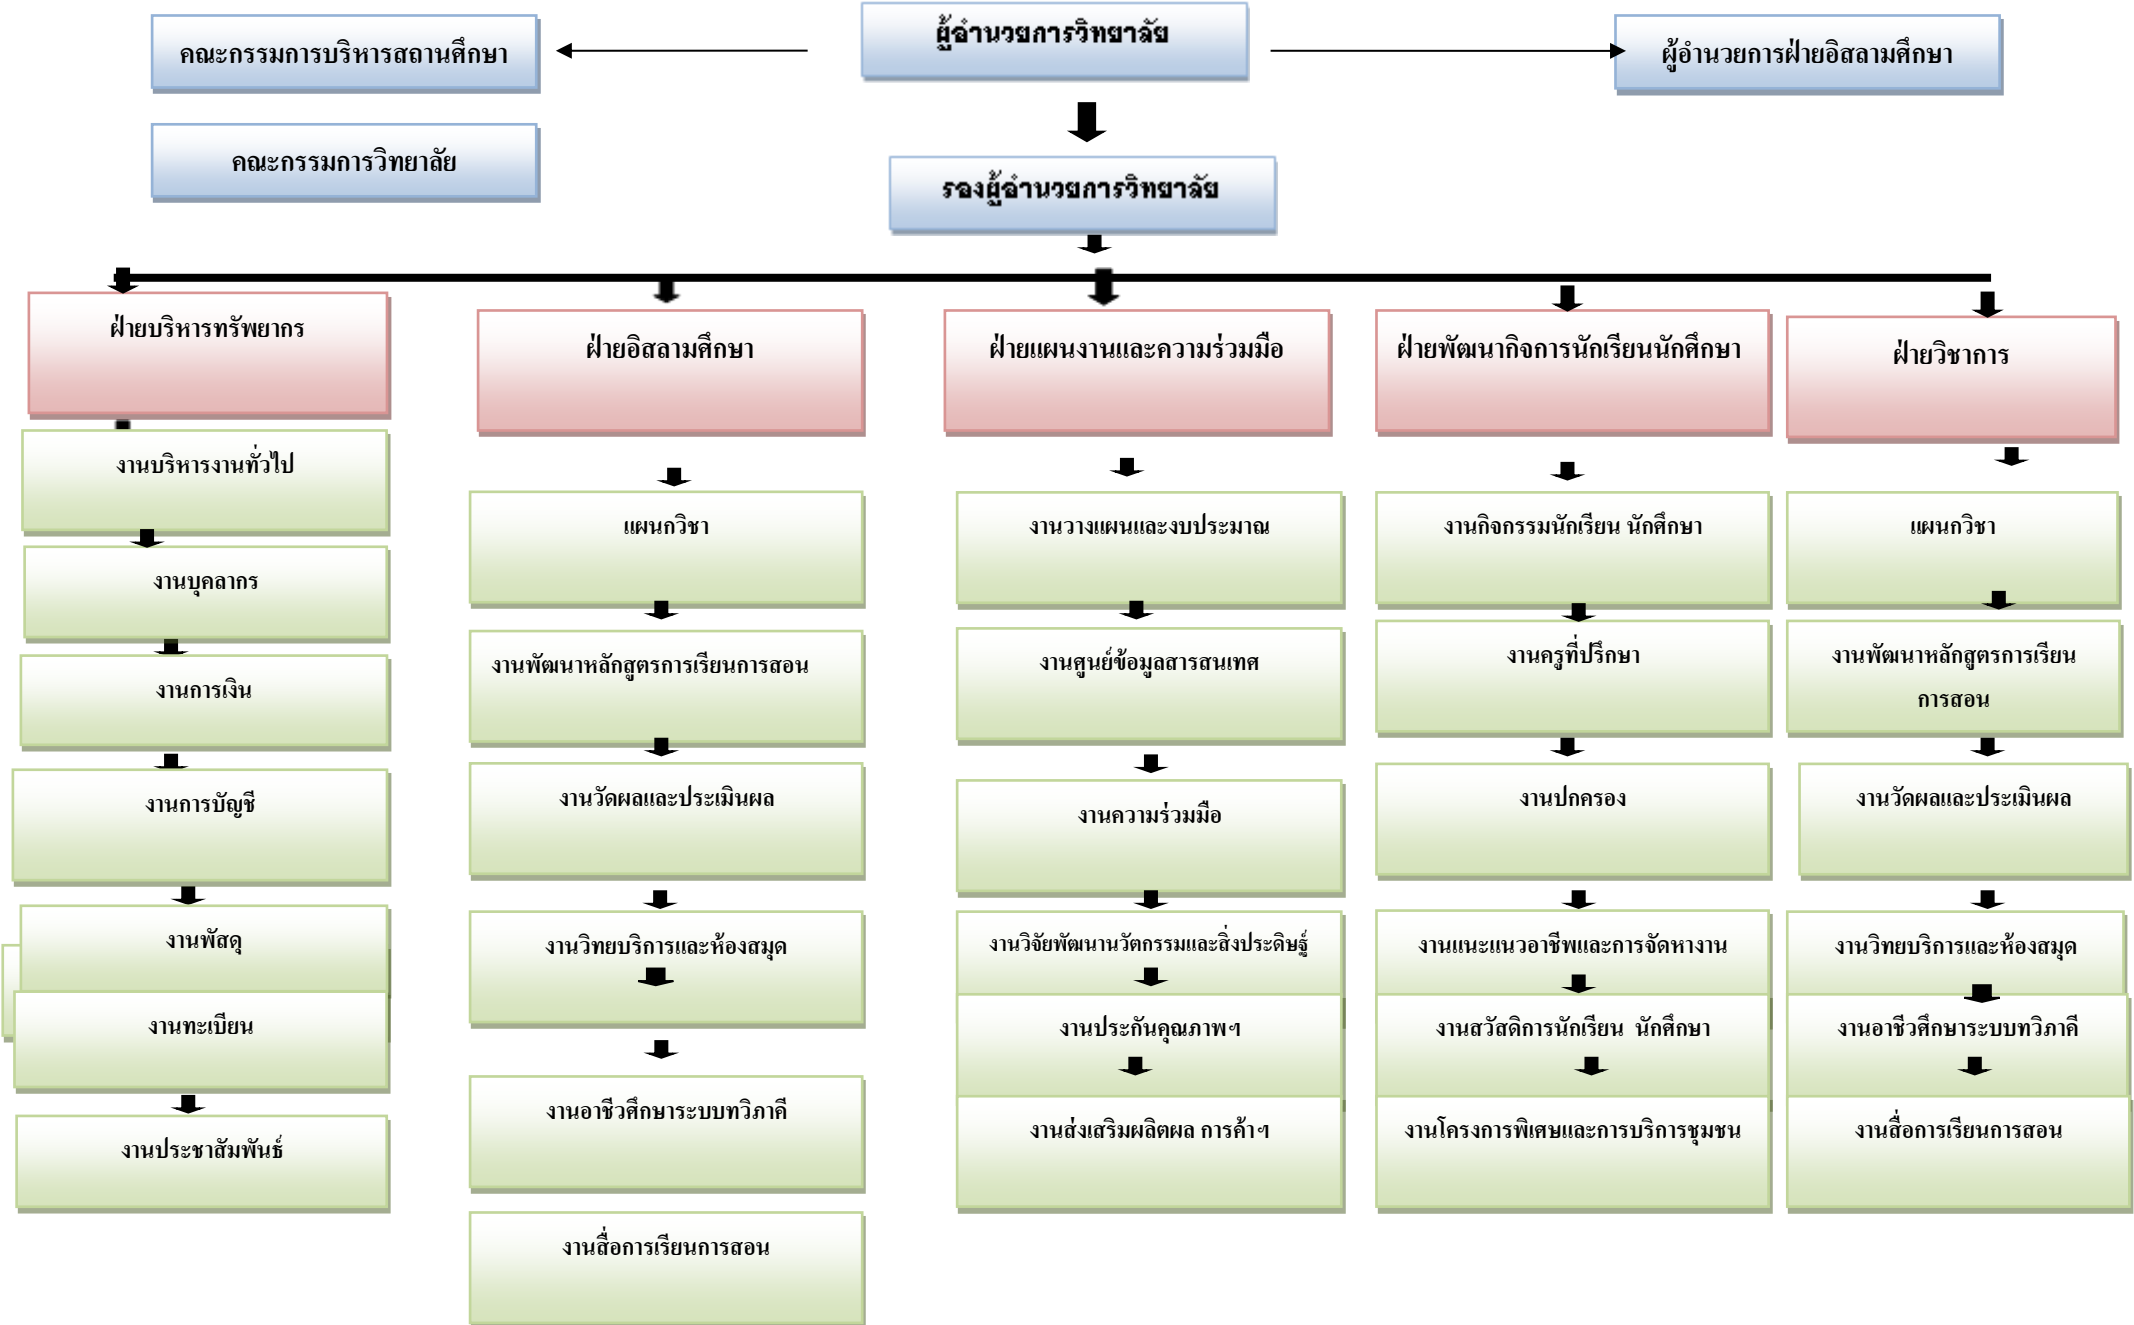 ผู้อำนวยการวิทยาลัย
คณะกรรมการบริหารสถานศึกษา
ผู้อำนวยการฝ่ายอิสลามศึกษา
คณะกรรมการวิทยาลัย
รองผู้อำนวยการวิทยาลัย
ฝ่ายบริหารทรัพยากร
งานบริหารงานทั่วไป
งานบุคลากร
งานการเงิน
งานการบัญชี
งานพัสดุ
งานทะเบียน
งานประชาสัมพันธ์
ฝ่ายอิสลามศึกษา
แผนกวิชา
งานพัฒนาหลักสูตรการเรียนการสอน
งานวัดผลและประเมินผล
งานวิทยบริการและห้องสมุด
งานอาชีวศึกษาระบบทวิภาคี
งานสื่อการเรียนการสอน
ฝ่ายแผนงานและความร่วมมือ
งานวางแผนและงบประมาณ
งานศูนย์ข้อมูลสารสนเทศ
งานความร่วมมือ
งานวิจัยพัฒนานวัตกรรมและสิ่งประดิษฐ์
งานประกันคุณภาพฯ
งานส่งเสริมผลิตผล การค้าฯ
ฝ่ายพัฒนากิจการนักเรียนนักศึกษา
งานกิจกรรมนักเรียน นักศึกษา
งานครูที่ปรึกษา
งานปกครอง
งานแนะแนวอาชีพและการจัดหางาน
งานสวัสดิการนักเรียน นักศึกษา
งานโครงการพิเศษและการบริการชุมชน
ฝ่ายวิชาการ
แผนกวิชา
งานพัฒนาหลักสูตรการเรียน
การสอน
งานวัดผลและประเมินผล
งานวิทยบริการและห้องสมุด
งานอาชีวศึกษาระบบทวิภาคี
งานสื่อการเรียนการสอน